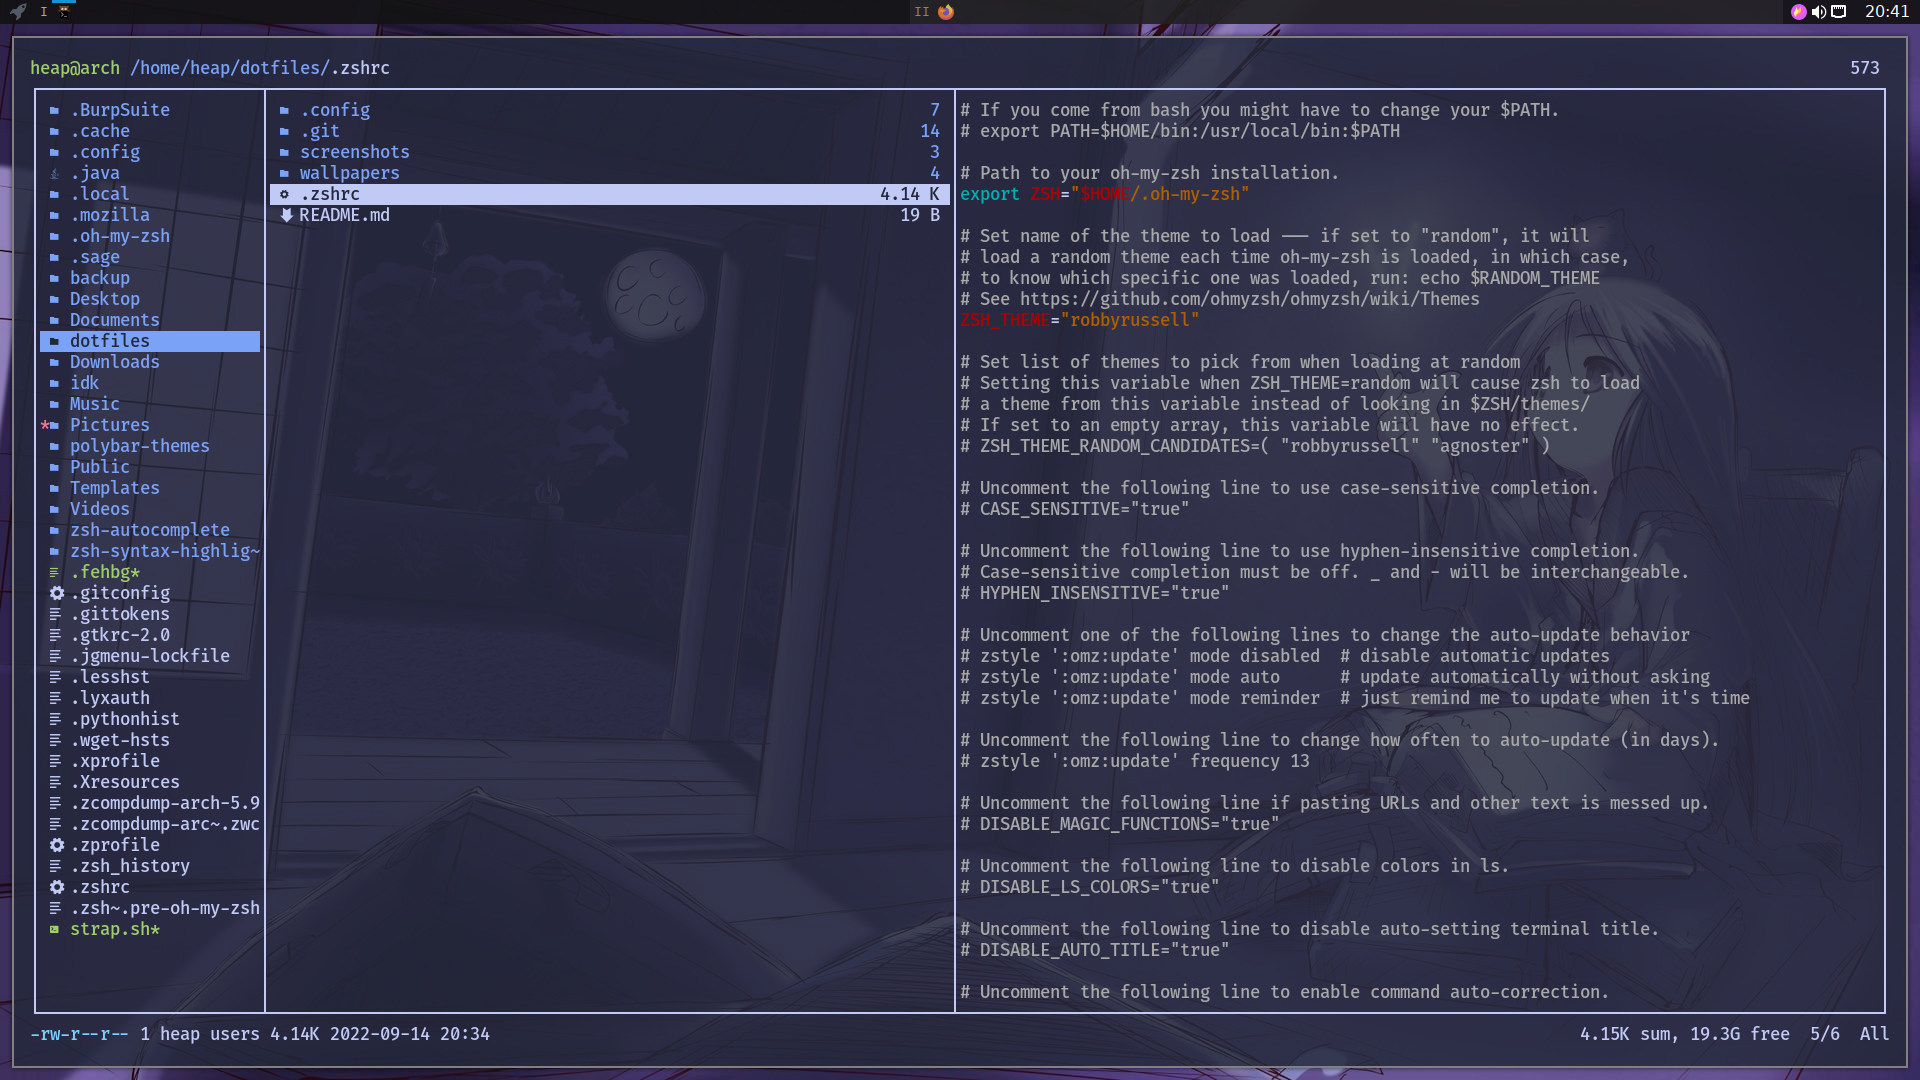 I II 20:41
heap@arch /home/heap/dotfiles/.zshrc 573
.BurpSuite
.cache
.config
.java
.local
.mozilla
.oh-my-zsh
.sage
backup
Desktop
Documents
dotfiles
Downloads
idk
Music
*Pictures
polybar-themes
Public
Templates
Videos
zsh-autocomplete
zsh-syntax-highlig~
.fehbg*
.gitconfig
.gittokens
.gtkrc-2.0
.jgmenu-lockfile
.lesshst
.lyxauth
.pythonhist
.wget-hsts
.xprofile
.Xresources
.zcompdump-arch-5.9
.zcompdump-arc~.zwc
.zprofile
.zsh_history
.zshrc
.zsh~.pre-oh-my-zsh
strap.sh*
.config 7
.git 14
screenshots 3
wallpapers 4
.zshrc 4.14 K
README.md 19 B
# If you come from bash you might have to change your $PATH.
# export PATH=$HOME/bin:/usr/local/bin:$PATH
# Path to your oh-my-zsh installation.
export ZSH="$HOME/.oh-my-zsh"
# Set name of the theme to load --- if set to "random", it will
# load a random theme each time oh-my-zsh is loaded, in which case,
# to know which specific one was loaded, run: echo $RANDOM_THEME
# See https://github.com/ohmyzsh/ohmyzsh/wiki/Themes
ZSH_THEME="robbyrussell"
# Set list of themes to pick from when loading at random
# Setting this variable when ZSH_THEME=random will cause zsh to load
# a theme from this variable instead of looking in $ZSH/themes/
# If set to an empty array, this variable will have no effect.
# ZSH_THEME_RANDOM_CANDIDATES=( "robbyrussell" "agnoster" )
# Uncomment the following line to use case-sensitive completion.
# CASE_SENSITIVE="true"
# Uncomment the following line to use hyphen-insensitive completion.
# Case-sensitive completion must be off. _ and - will be interchangeable.
# HYPHEN_INSENSITIVE="true"
# Uncomment one of the following lines to change the auto-update behavior
# zstyle ':omz:update' mode disabled  # disable automatic updates
# zstyle ':omz:update' mode auto      # update automatically without asking
# zstyle ':omz:update' mode reminder  # just remind me to update when it's time
# Uncomment the following line to change how often to auto-update (in days).
# zstyle ':omz:update' frequency 13
# Uncomment the following line if pasting URLs and other text is messed up.
# DISABLE_MAGIC_FUNCTIONS="true"
# Uncomment the following line to disable colors in ls.
# DISABLE_LS_COLORS="true"
# Uncomment the following line to disable auto-setting terminal title.
# DISABLE_AUTO_TITLE="true"
# Uncomment the following line to enable command auto-correction.
-rw-r--r-- 1 heap users 4.14K 2022-09-14 20:34 4.15K sum, 19.3G free 5/6 All